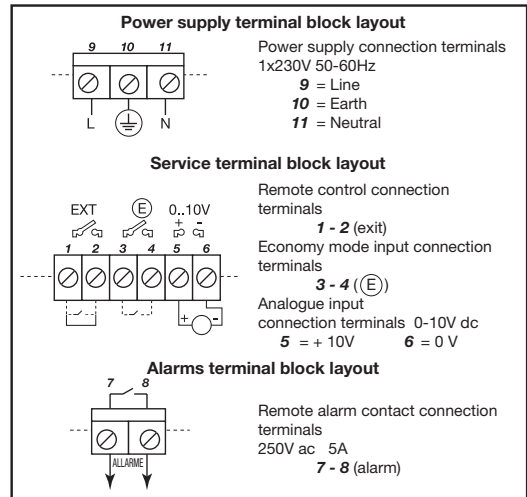 Power supply terminal block layout
9 10 11
L N
Power supply connection terminals
1x230V 50-60Hz
9 = Line
10 = Earth
11 = Neutral
Service terminal block layout
EXT E 0..10V
+ -
1 2 3 4 5 6
+ -
Remote control connection
terminals
1 - 2 (exit)
Economy mode input connection
terminals
3 - 4 (E)
Analogue input
connection terminals 0-10V dc
5 = + 10V 6 = 0 V
Alarms terminal block layout
7 8
ALLARME
Remote alarm contact connection
terminals
250V ac 5A
7 - 8 (alarm)